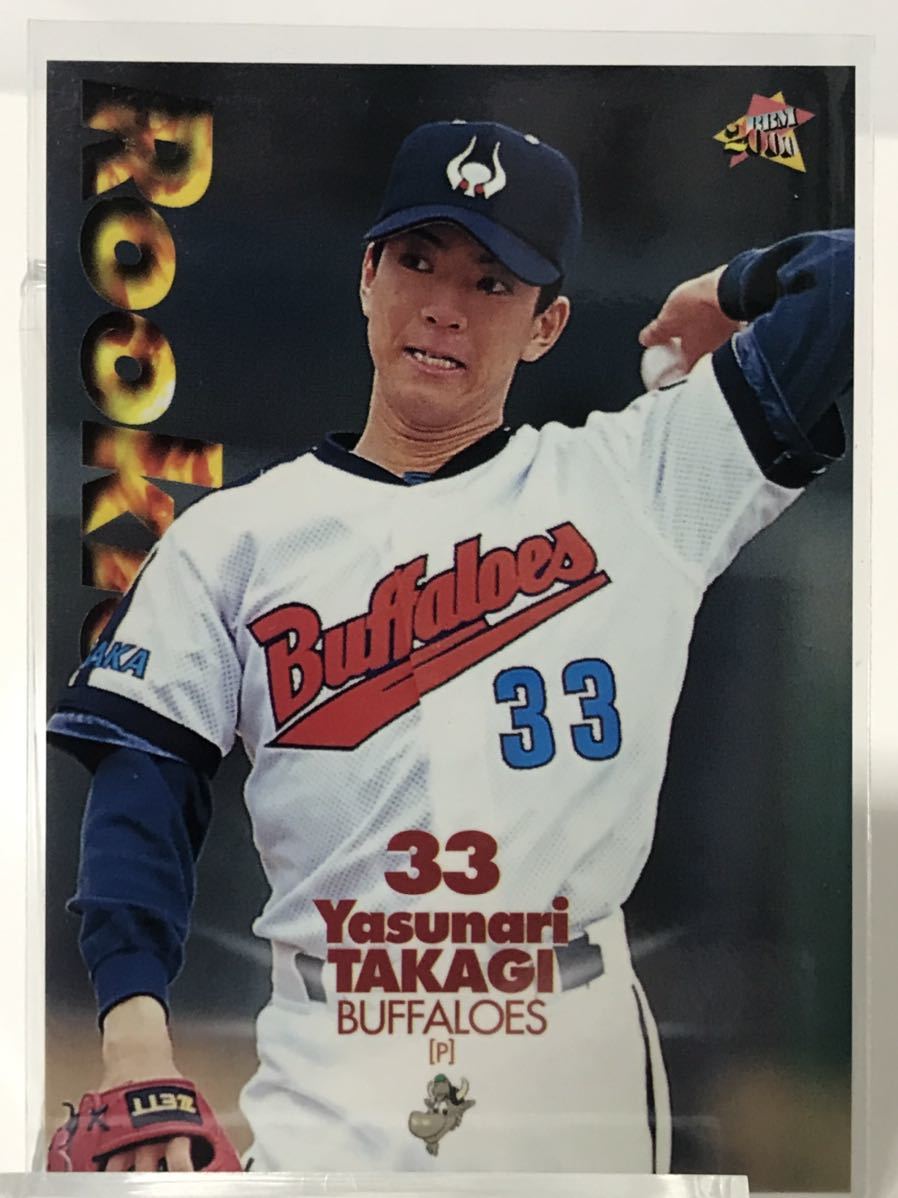 RooKie
BBM
2000
Buffaloes
33
AKA
33
Yasunari
TAKAGI
BUFFALOES
[P]
ZETT